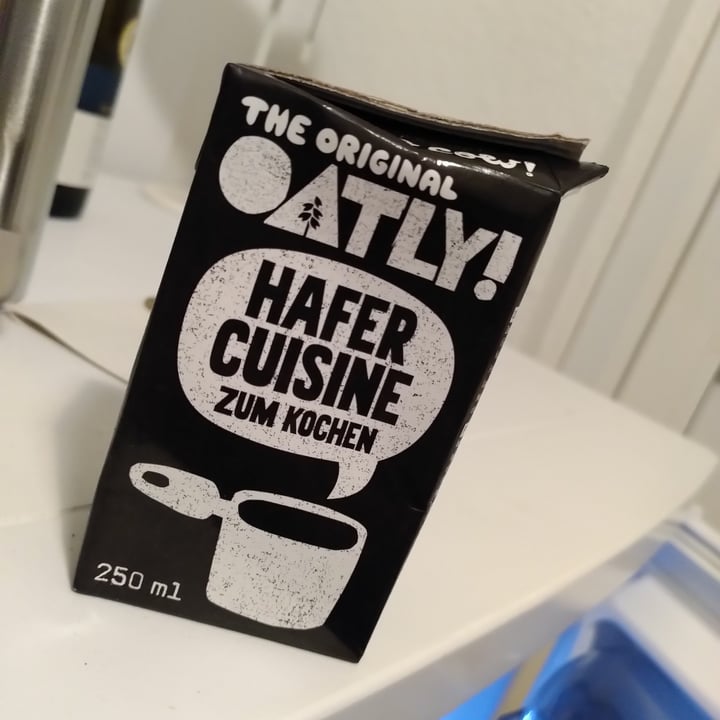 THE ORIGINAL
OATLY!
HAFER
CUISINE
ZUM KOCHEN
250 ml